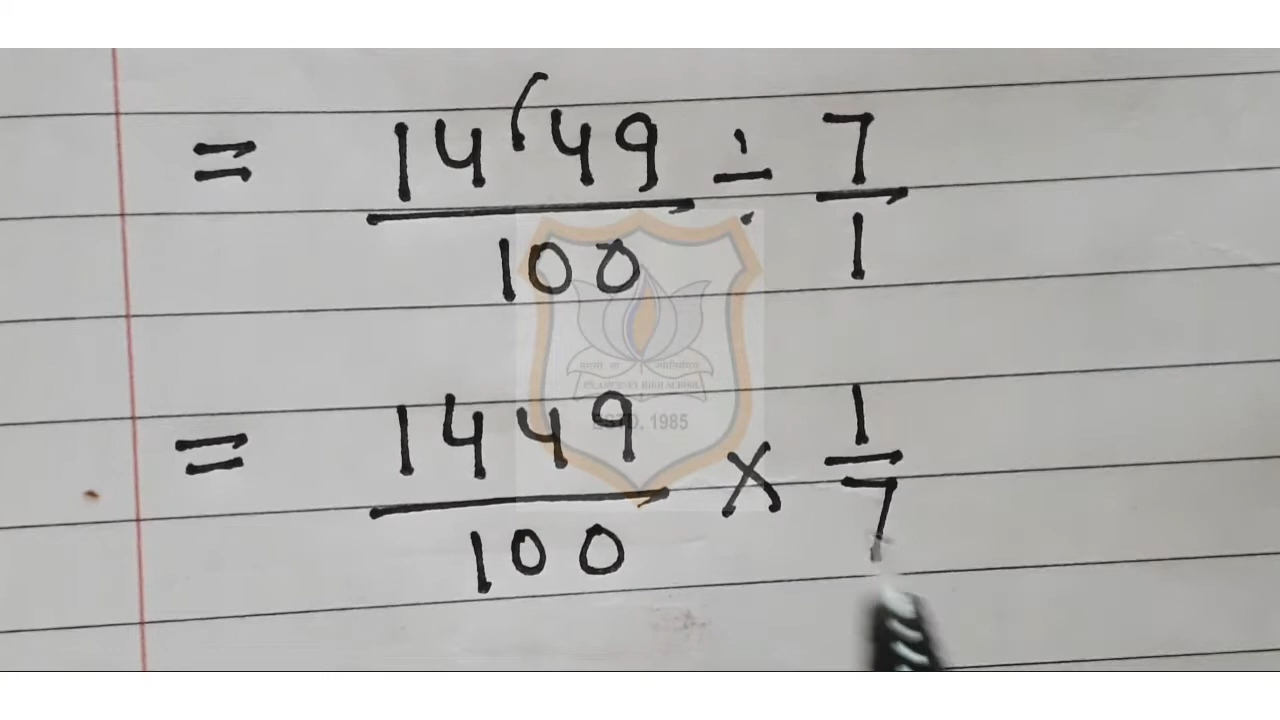 = 14 49/100 ÷ 7/1
= 1449/100 × 1/7
ESTD. 1985